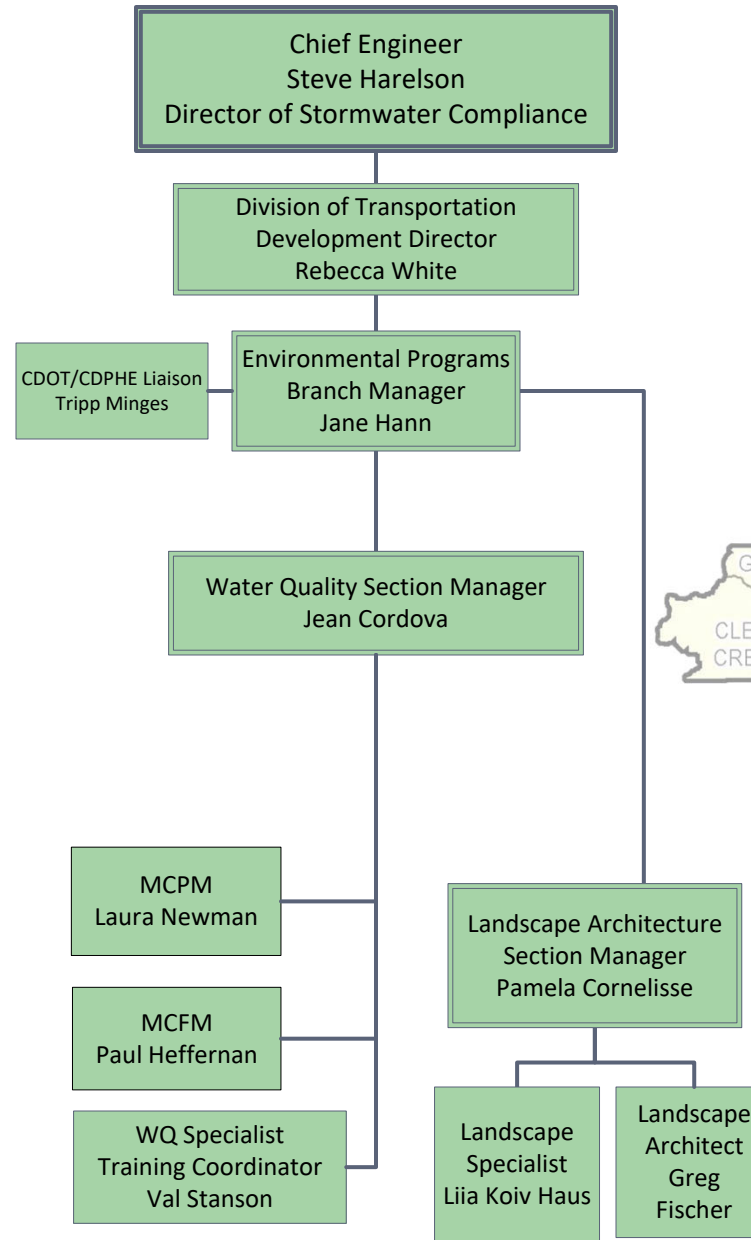 Chief Engineer
Steve Harelson
Director of Stormwater Compliance
Division of Transportation
Development Director
Rebecca White
CDOT/CDPHE Liaison
Tripp Minges
Environmental Programs
Branch Manager
Jane Hann
Water Quality Section Manager
Jean Cordova
MCPM
Laura Newman
Landscape Architecture
Section Manager
Pamela Cornelisse
MCFM
Paul Heffernan
WQ Specialist
Training Coordinator
Val Stanson
Landscape
Specialist
Liia Koiv Haus
Landscape
Architect
Greg
Fischer